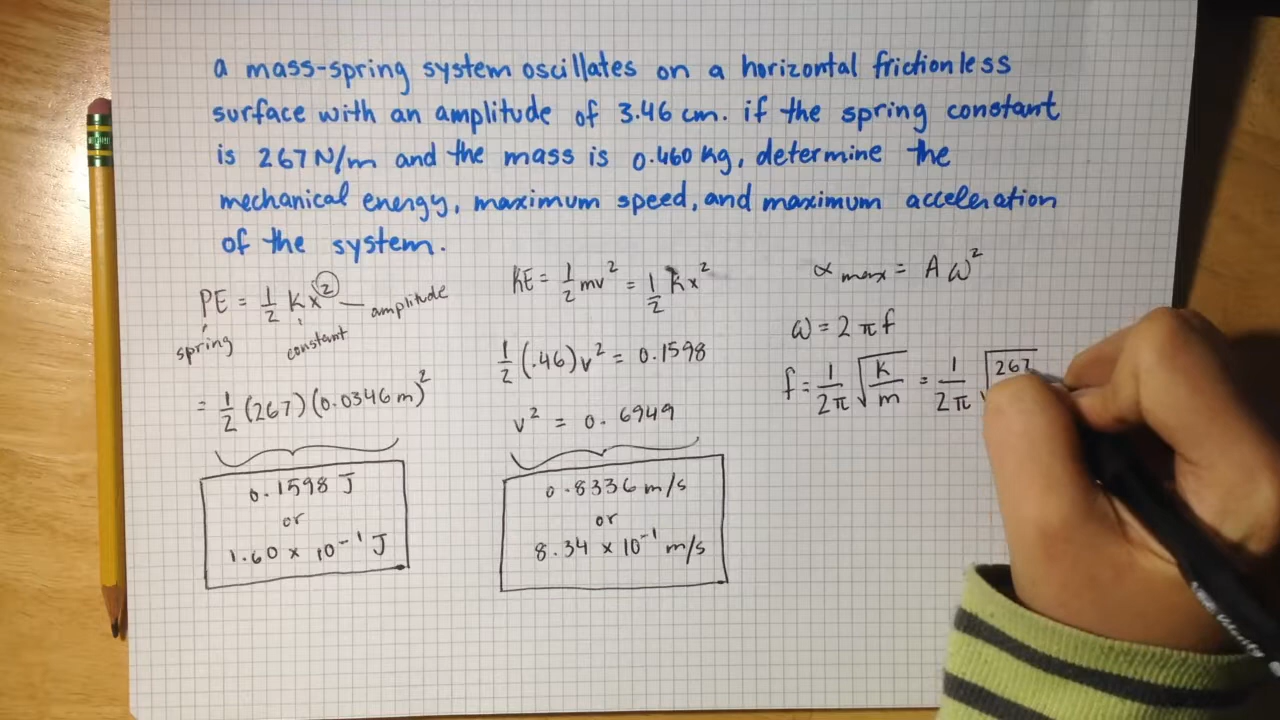 a mass-spring system oscillates on a horizontal frictionless
surface with an amplitude of 3.46 cm. if the spring constant
is 267 N/m and the mass is 0.460 kg, determine the
mechanical energy, maximum speed, and maximum acceleration
of the system.
PE = 1/2 Kx² — amplitude
spring
constant
= 1/2 (267)(0.0346 m)²
0.1598 J
or
1.60 × 10⁻¹ J
KE = 1/2 mv² = 1/2 Kx²
1/2 (.46)v² = 0.1598
v² = 0.6949
0.8336 m/s
or
8.34 × 10⁻¹ m/s
∝ max = A ω²
ω = 2πf
f = 1/2π √K/m = 1/2π √267